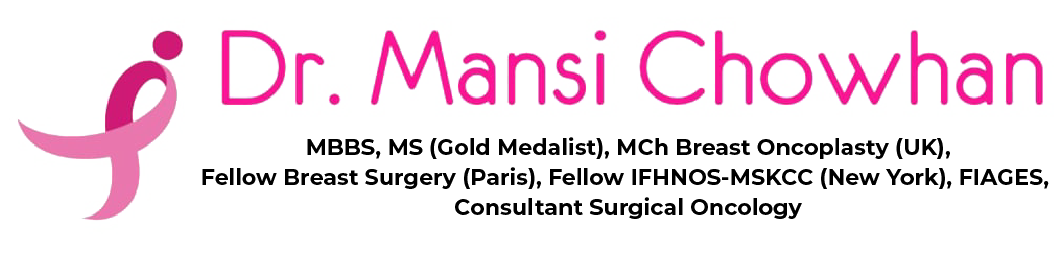 Dr. Mansi Chowhan
MBBS, MS (Gold Medalist), MCh Breast Oncoplasty (UK),
Fellow Breast Surgery (Paris), Fellow IFHNOS-MSKCC (New York), FIAGES,
Consultant Surgical Oncology